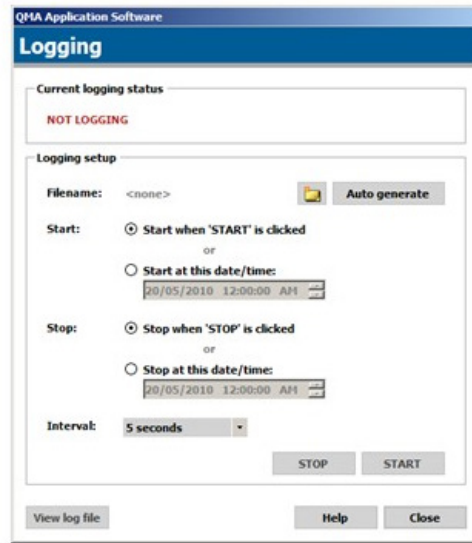 QMA Application Software
Logging
Current logging status
NOT LOGGING
Logging setup
Filename: <none> Auto generate
Start: Start when 'START' is clicked
or
Start at this date/time:
20/05/2010 12:00:00 AM
Stop: Stop when 'STOP' is clicked
or
Stop at this date/time:
20/05/2010 12:00:00 AM
Interval: 5 seconds
STOP START
View log file Help Close